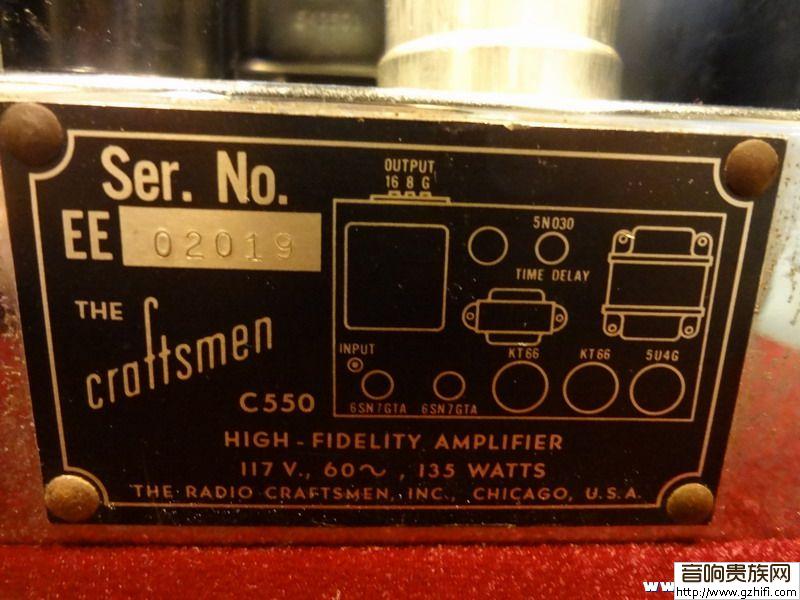 Ser. No.
EE 02019
THE
craftsmen
C550
OUTPUT
16 8 G
5N030
TIME DELAY
INPUT
KT66 KT66 5U4G
6SN7GTA 6SN7GTA
HIGH-FIDELITY AMPLIFIER
117 V., 60~, 135 WATTS
THE RADIO CRAFTSMEN, INC., CHICAGO, U.S.A.
音响贵族网
http://www.gzhifi.com